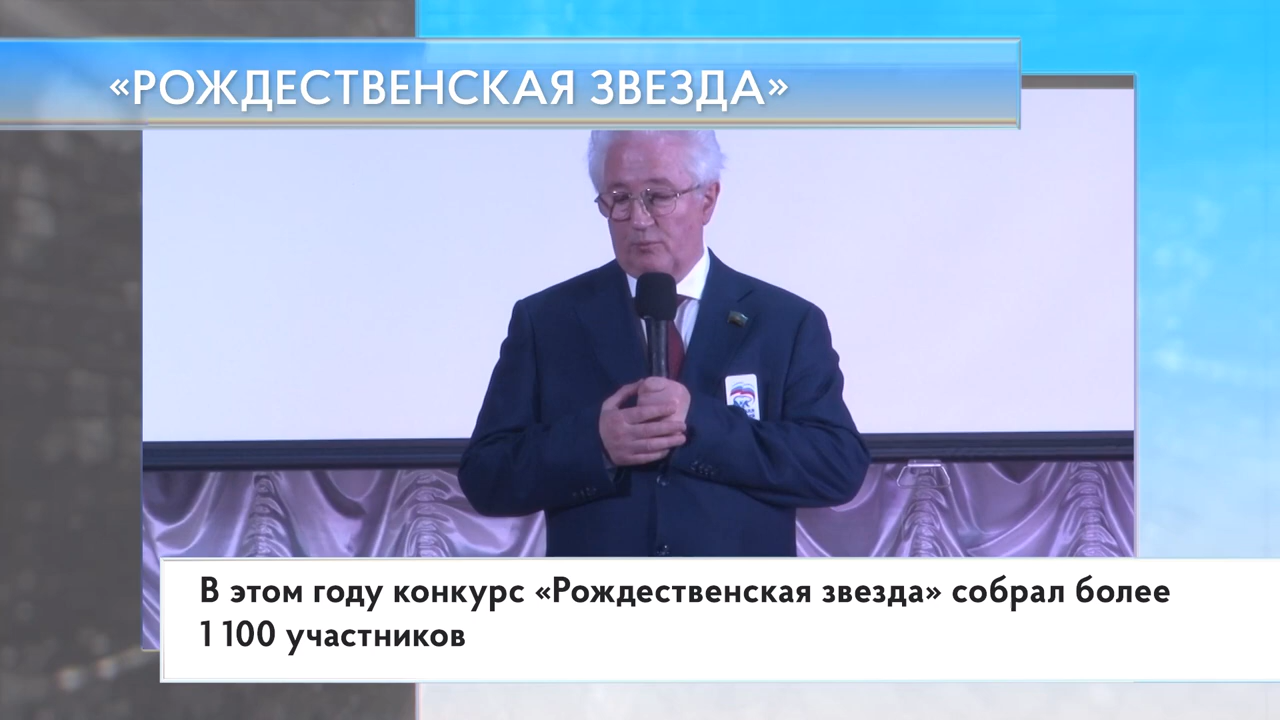 «РОЖДЕСТВЕНСКАЯ ЗВЕЗДА»
В этом году конкурс «Рождественская звезда» собрал более
1 100 участников